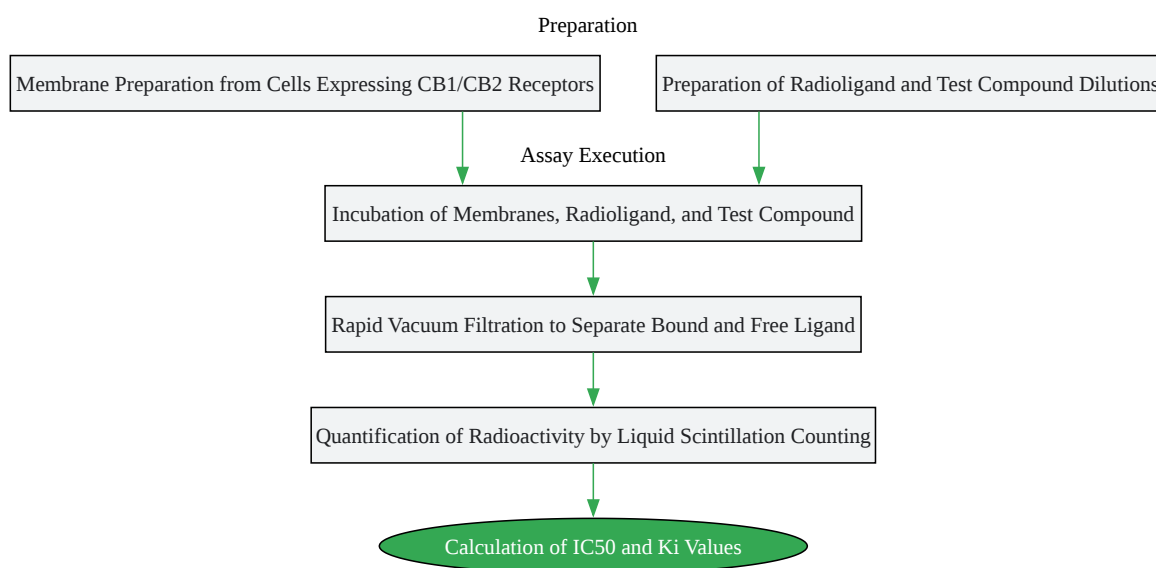 Preparation
Membrane Preparation from Cells Expressing CB1/CB2 Receptors
Preparation of Radioligand and Test Compound Dilutions
Assay Execution
Incubation of Membranes, Radioligand, and Test Compound
Rapid Vacuum Filtration to Separate Bound and Free Ligand
Quantification of Radioactivity by Liquid Scintillation Counting
Calculation of IC50 and Ki Values